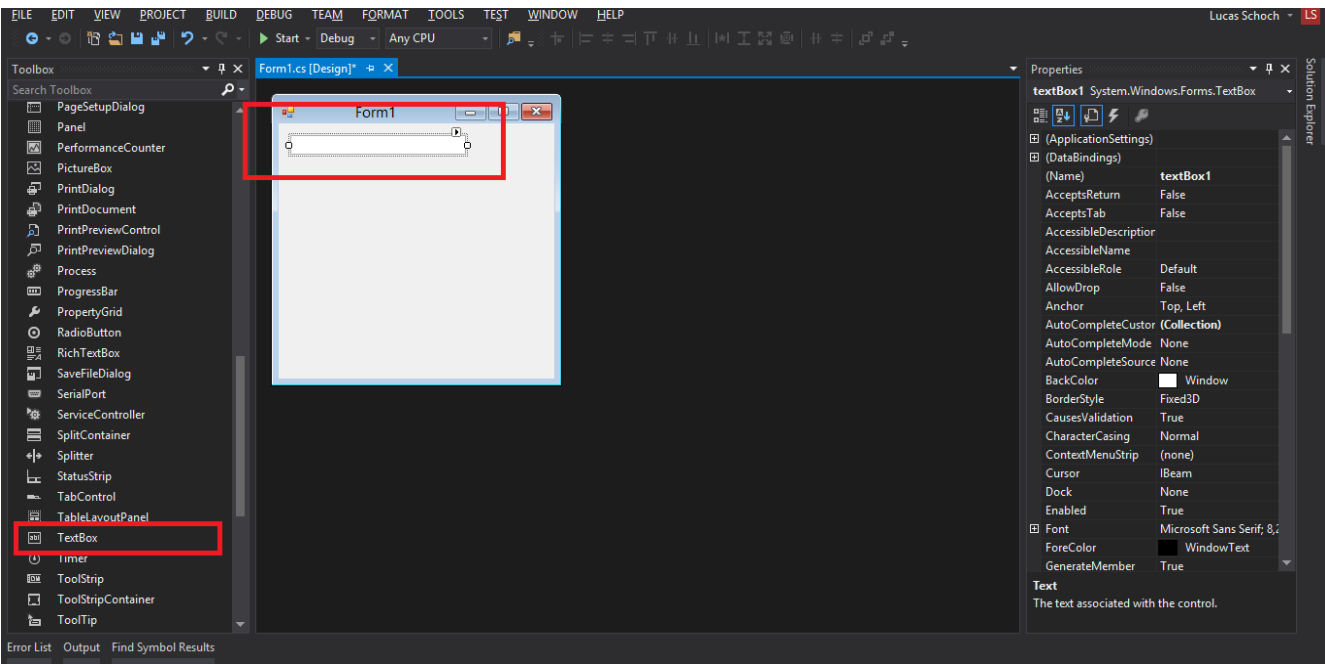 FILE EDIT VIEW PROJECT BUILD DEBUG TEAM FORMAT TOOLS TEST WINDOW HELP Lucas Schoch LS
Start Debug Any CPU
Toolbox
Search Toolbox
PageSetupDialog
Panel
PerformanceCounter
PictureBox
PrintDialog
PrintDocument
PrintPreviewControl
PrintPreviewDialog
Process
ProgressBar
PropertyGrid
RadioButton
RichTextBox
SaveFileDialog
SerialPort
ServiceController
SplitContainer
Splitter
StatusStrip
TabControl
TableLayoutPanel
TextBox
Timer
ToolStrip
ToolStripContainer
ToolTip
Form1.cs [Design]*
Form1
Properties
textBox1 System.Windows.Forms.TextBox
(ApplicationSettings)
(DataBindings)
(Name) textBox1
AcceptsReturn False
AcceptsTab False
AccessibleDescription
AccessibleName
AccessibleRole Default
AllowDrop False
Anchor Top, Left
AutoCompleteCustor (Collection)
AutoCompleteMode None
AutoCompleteSource None
BackColor Window
BorderStyle Fixed3D
CausesValidation True
CharacterCasing Normal
ContextMenuStrip (none)
Cursor IBeam
Dock None
Enabled True
Font Microsoft Sans Serif; 8,2
ForeColor WindowText
GenerateMember True
Text
The text associated with the control.
Solution Explorer
Error List Output Find Symbol Results